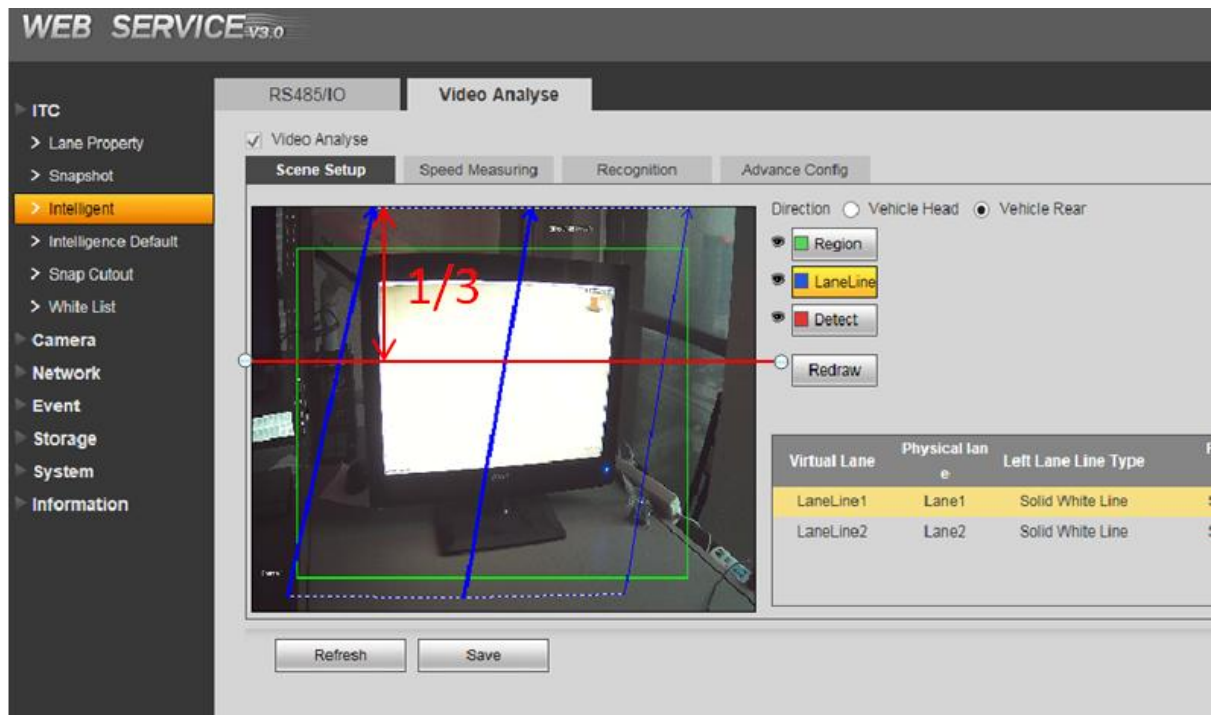 WEB SERVICE V3.0
RS485/IO
Video Analyse
ITC
Lane Property
Snapshot
Intelligent
Intelligence Default
Snap Cutout
White List
Camera
Network
Event
Storage
System
Information
Video Analyse
Scene Setup
Speed Measuring
Recognition
Advance Config
1/3
Direction Vehicle Head Vehicle Rear
Region
LaneLine
Detect
Redraw
Virtual Lane Physical lan e Left Lane Line Type
LaneLine1 Lane1 Solid White Line
LaneLine2 Lane2 Solid White Line
Refresh Save